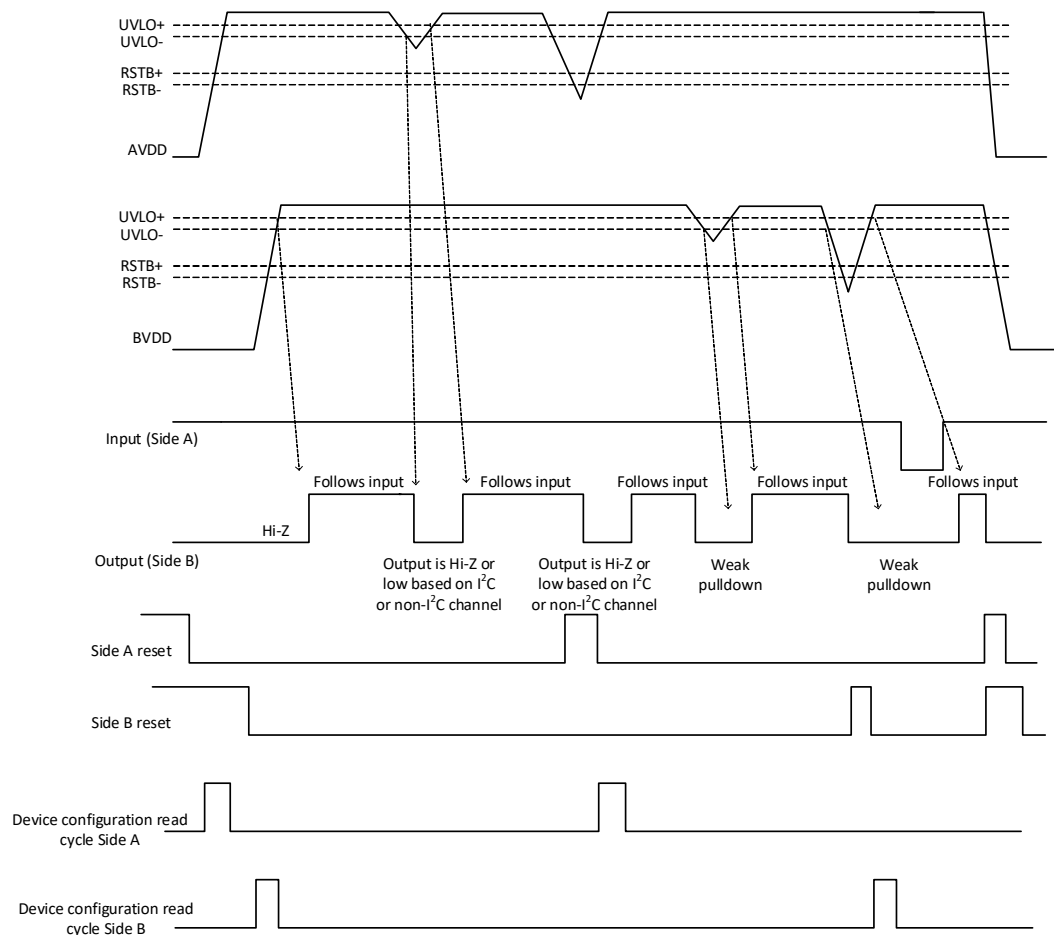 UVLO+
UVLO-
RSTB+
RSTB-
AVDD
UVLO+
UVLO-
RSTB+
RSTB-
BVDD
Input (Side A)
Follows input
Follows input
Follows input
Follows input
Follows input
Hi-Z
Output (Side B)
Output is Hi-Z or
low based on I²C
or non-I²C channel
Output is Hi-Z or
low based on I²C
or non-I²C channel
Weak
pulldown
Weak
pulldown
Side A reset
Side B reset
Device configuration read
cycle Side A
Device configuration read
cycle Side B